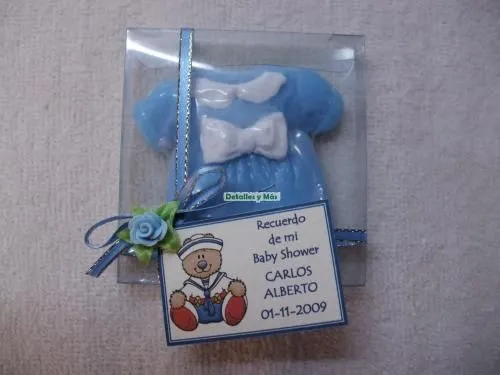 Detalles y Más
Recuerdo
de mi
Baby Shower
CARLOS
ALBERTO
01-11-2009